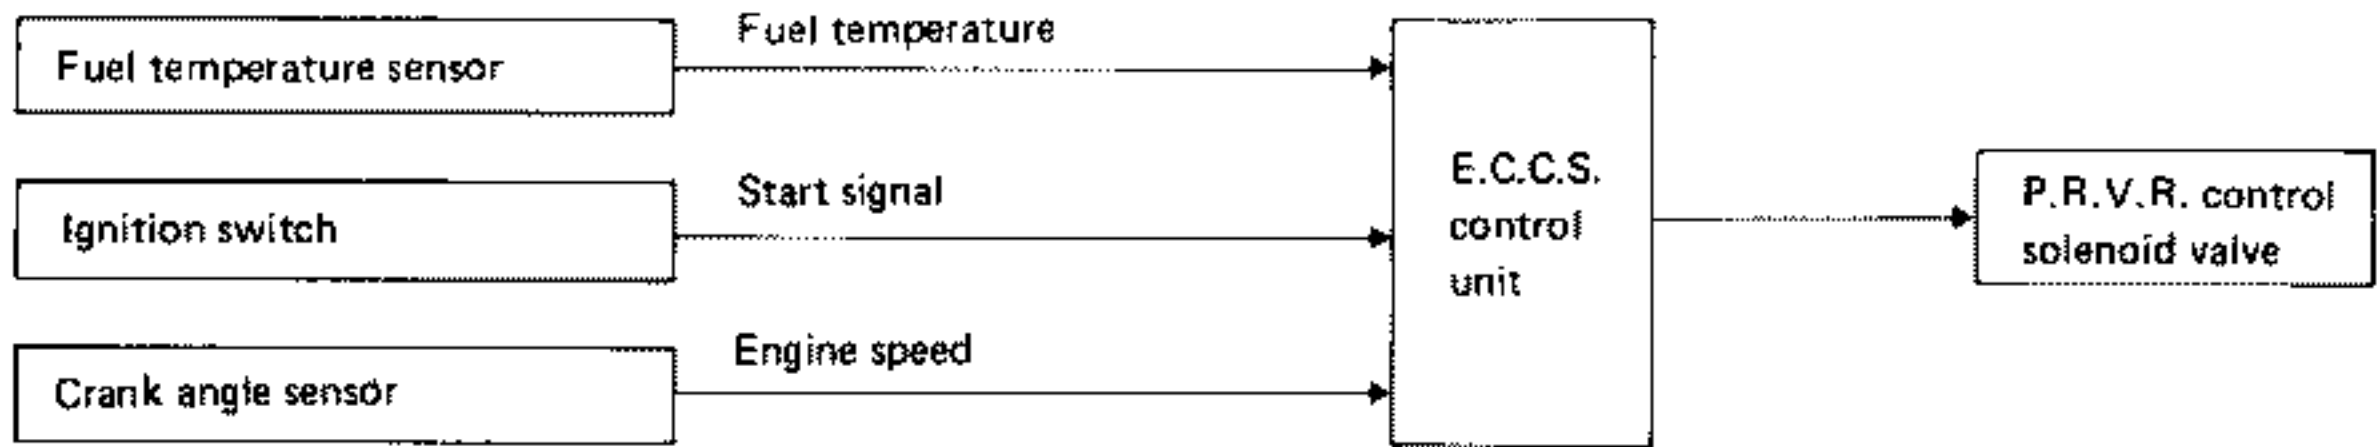 Fuel temperature sensor
Fuel temperature
Ignition switch
Start signal
Crank angle sensor
Engine speed
E.C.C.S.
control
unit
P.R.V.R. control
solenoid valve